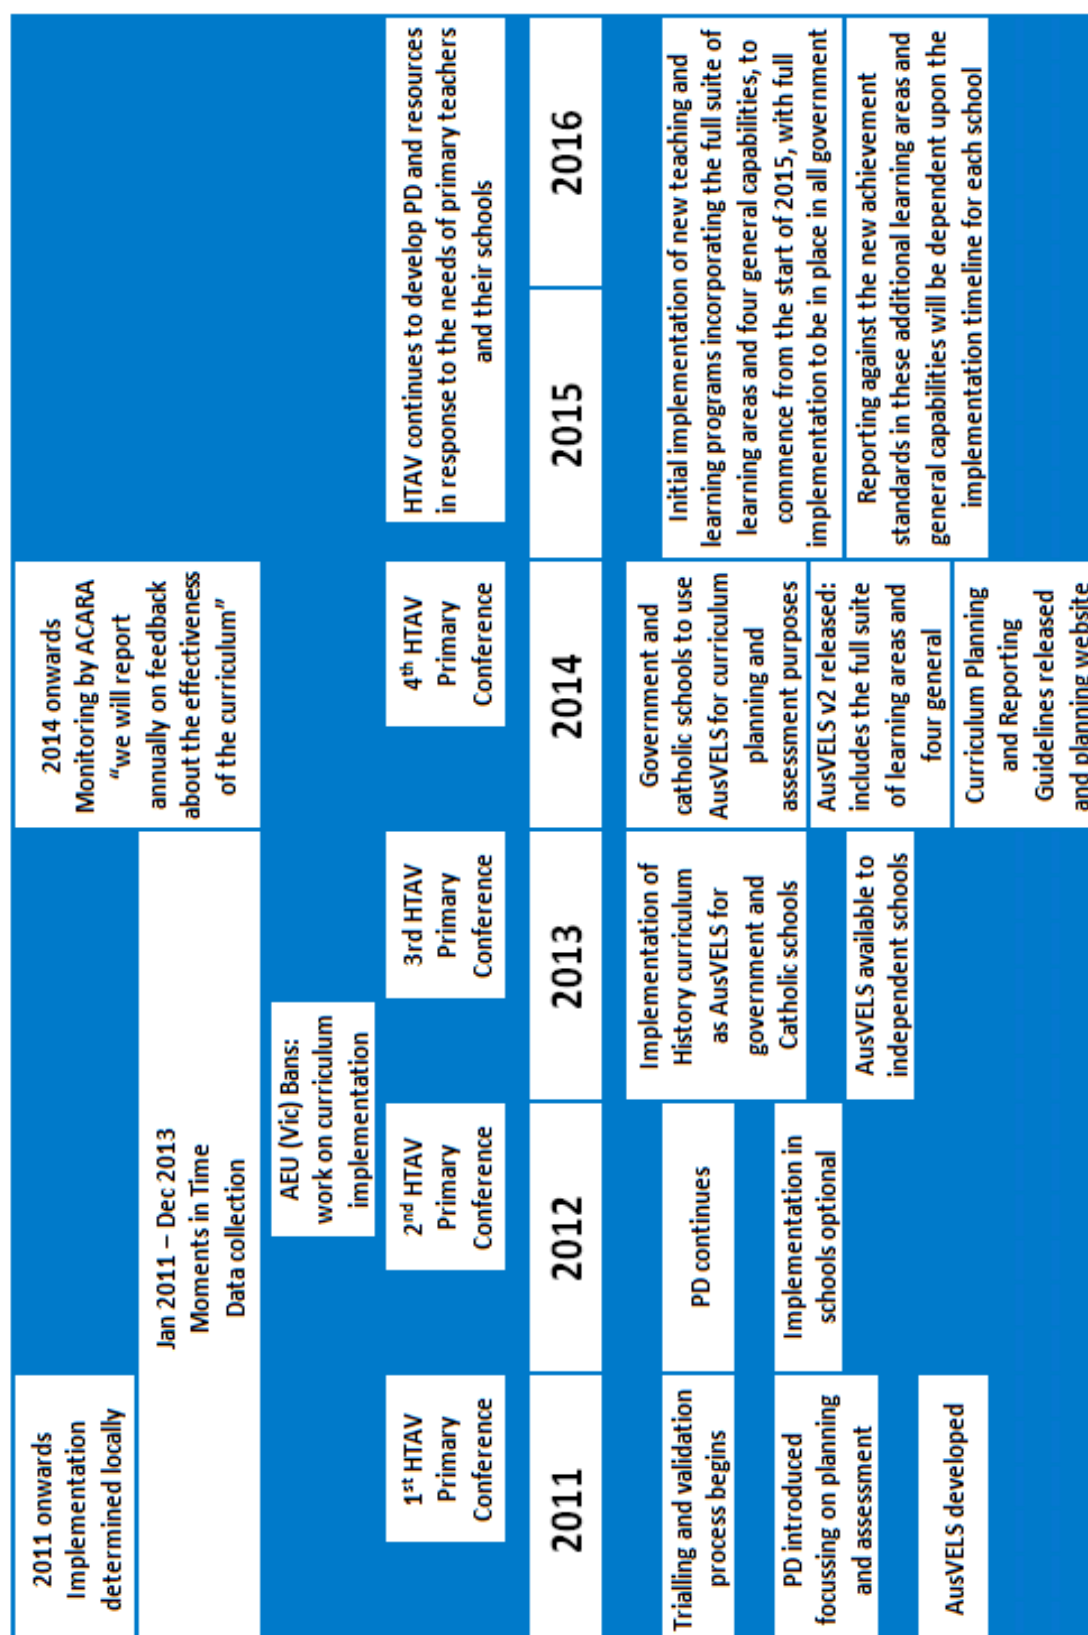 2011 onwards
Implementation
determined locally
2014 onwards
Monitoring by ACARA
“we will report
annually on feedback
about the effectiveness
of the curriculum”
Jan 2011 – Dec 2013
Moments in Time
Data collection
AEU (Vic) Bans:
work on curriculum
implementation
1st HTAV
Primary
Conference
2nd HTAV
Primary
Conference
3rd HTAV
Primary
Conference
4th HTAV
Primary
Conference
HTAV continues to develop PD and resources
in response to the needs of primary teachers
and their schools
2011
2012
2013
2014
2015
2016
Trialling and validation
process begins
PD introduced
focussing on planning
and assessment
AusVELS developed
PD continues
Implementation in
schools optional
Implementation of
History curriculum
as AusVELS for
government and
Catholic schools
AusVELS available to
independent schools
Government and
catholic schools to use
AusVELS for curriculum
planning and
assessment purposes
AusVELS v2 released:
includes the full suite
of learning areas and
four general
Curriculum Planning
and Reporting
Guidelines released
and planning website
Initial implementation of new teaching and
learning programs incorporating the full suite of
learning areas and four general capabilities, to
commence from the start of 2015, with full
implementation to be in place in all government
Reporting against the new achievement
standards in these additional learning areas and
general capabilities will be dependent upon the
implementation timeline for each school